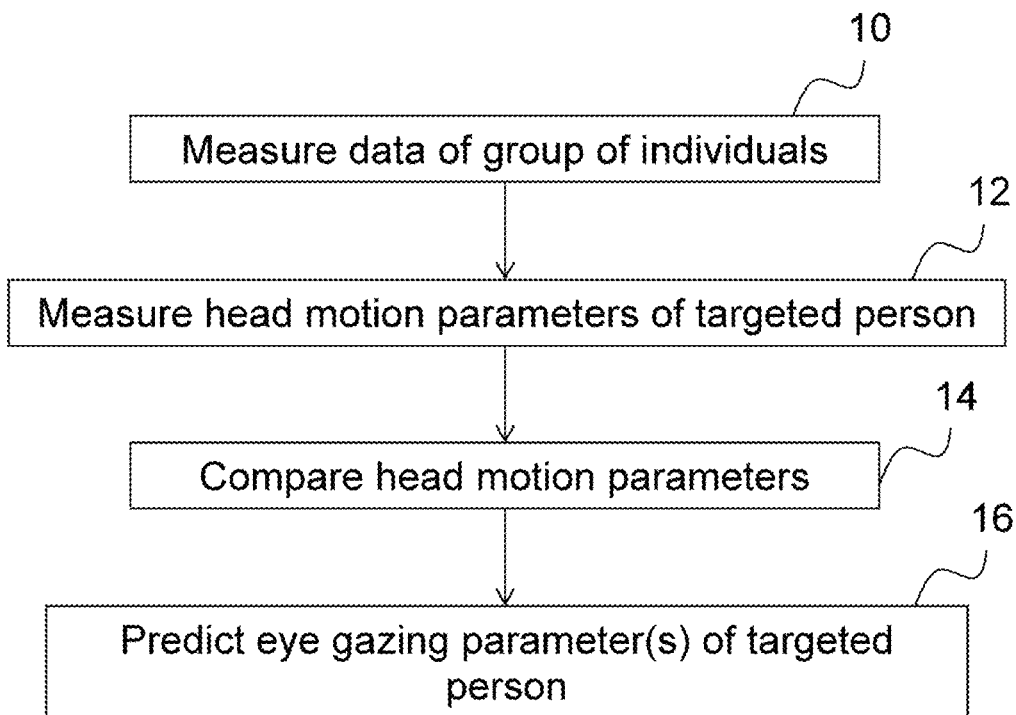 10
Measure data of group of individuals
12
Measure head motion parameters of targeted person
14
Compare head motion parameters
16
Predict eye gazing parameter(s) of targeted
person